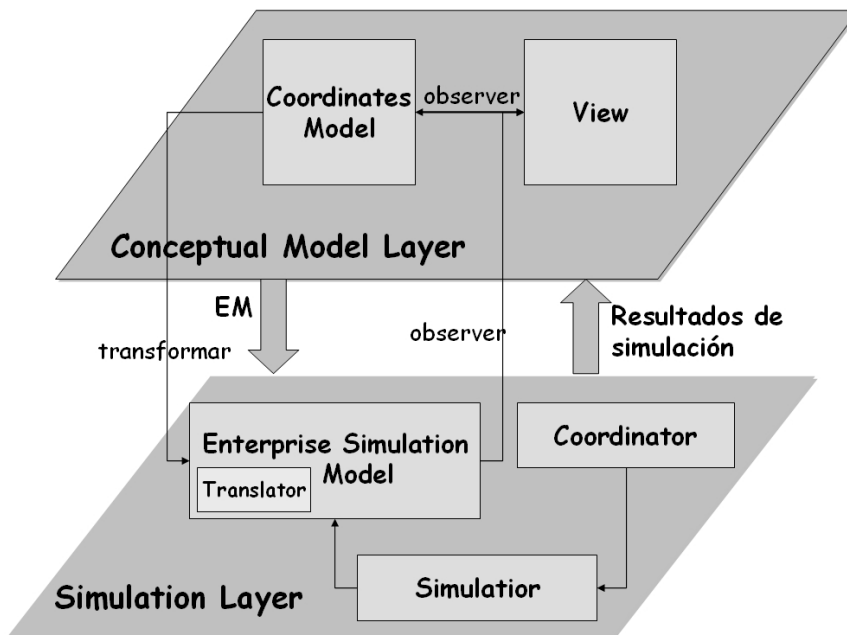 Coordinates
Model
observer
View
Conceptual Model Layer
EM
transformar
observer
Resultados de
simulación
Enterprise Simulation
Model
Translator
Coordinator
Simulatior
Simulation Layer